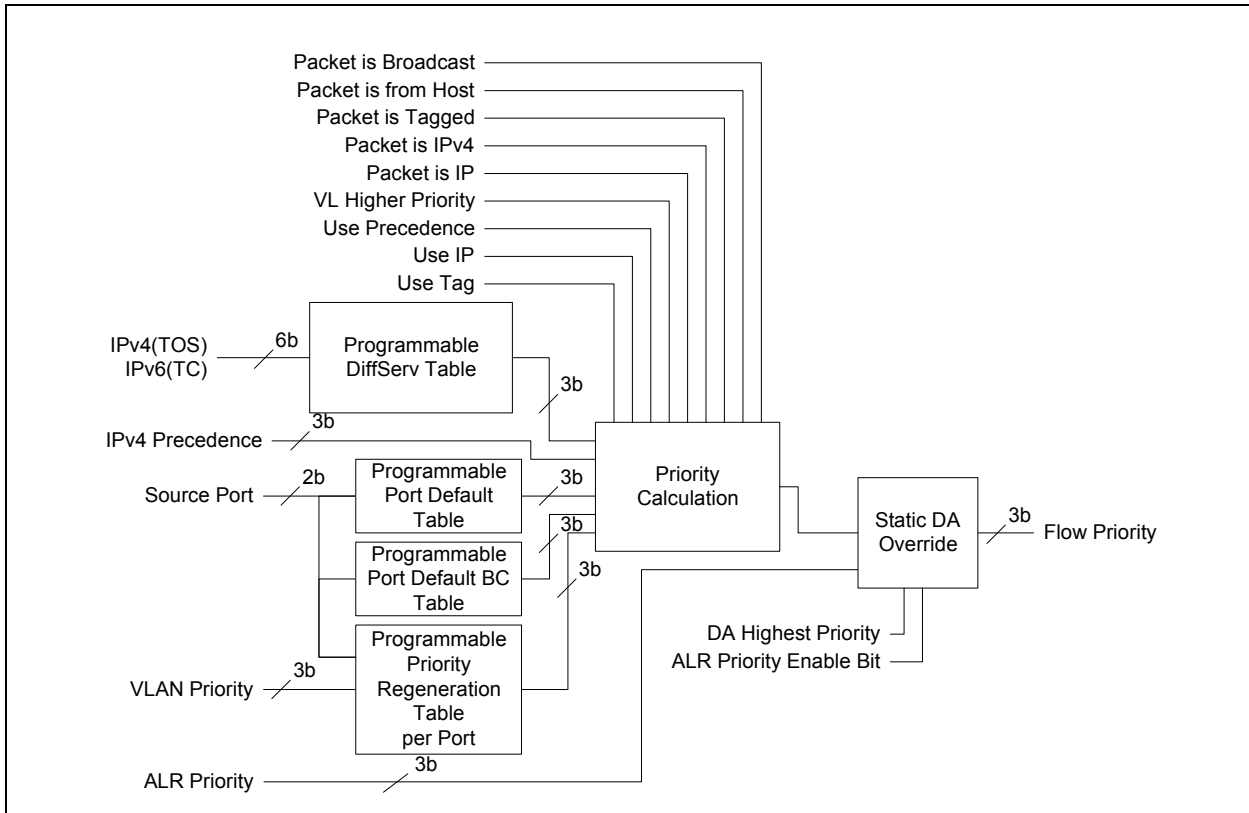 Packet is Broadcast
Packet is from Host
Packet is Tagged
Packet is IPv4
Packet is IP
VL Higher Priority
Use Precedence
Use IP
Use Tag
IPv4(TOS)
IPv6(TC)
6b
Programmable
DiffServ Table
3b
IPv4 Precedence
3b
Source Port
2b
Programmable
Port Default
Table
3b
Programmable
Port Default BC
Table
3b
VLAN Priority
3b
Programmable
Priority
Regeneration
Table
per Port
3b
ALR Priority
3b
Priority
Calculation
Static DA
Override
3b
Flow Priority
DA Highest Priority
ALR Priority Enable Bit